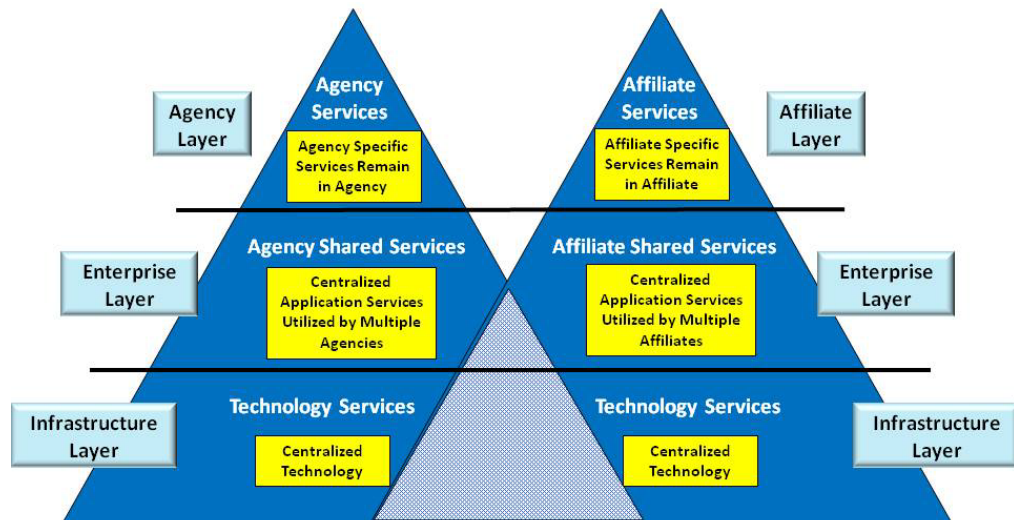 Agency
Services
Affiliate
Services
Agency
Layer
Affiliate
Layer
Agency Specific
Services Remain
in Agency
Affiliate Specific
Services Remain
in Affiliate
Agency Shared Services
Affiliate Shared Services
Enterprise
Layer
Enterprise
Layer
Centralized
Application Services
Utilized by Multiple
Agencies
Centralized
Application Services
Utilized by Multiple
Affiliates
Technology Services
Technology Services
Infrastructure
Layer
Infrastructure
Layer
Centralized
Technology
Centralized
Technology